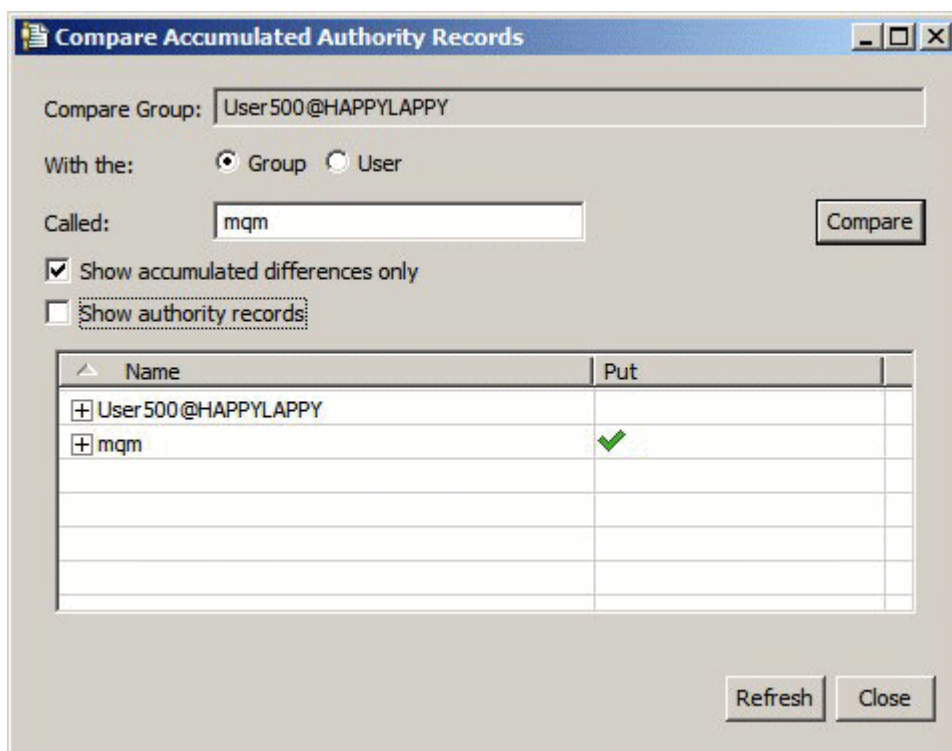 Compare Accumulated Authority Records
Compare Group: User500@HAPPYLAPPY
With the: Group User
Called: mqm Compare
Show accumulated differences only
Show authority records
Name Put
User500@HAPPYLAPPY
mqm
Refresh Close